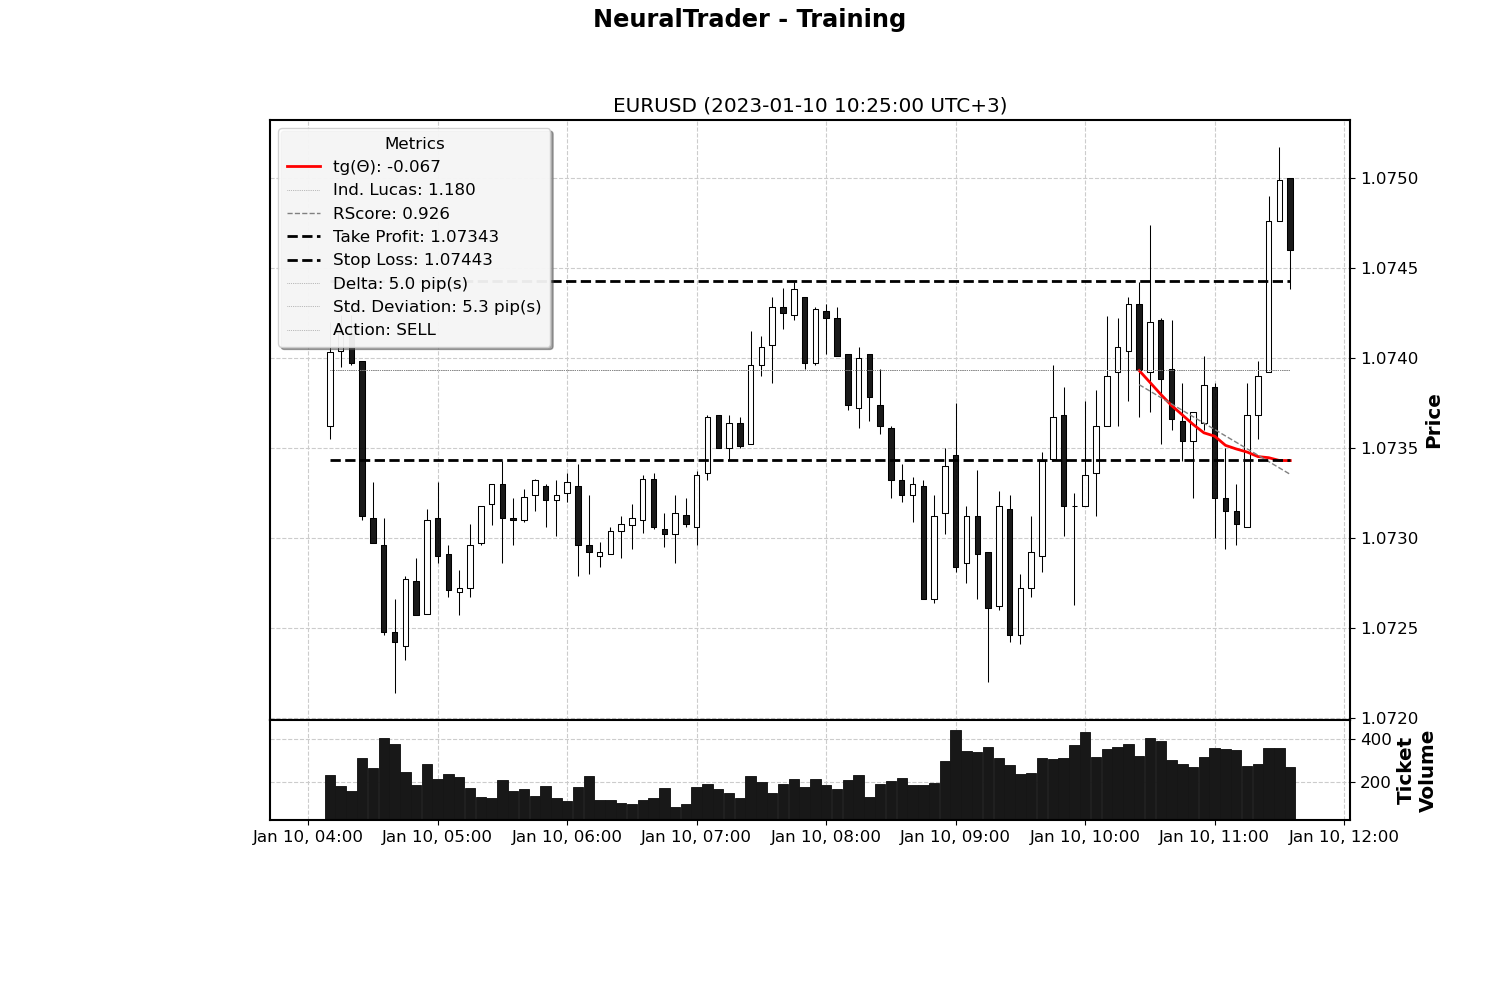 NeuralTrader - Training
EURUSD (2023-01-10 10:25:00 UTC+3)
Metrics
tg(Θ): -0.067
Ind. Lucas: 1.180
RScore: 0.926
Take Profit: 1.07343
Stop Loss: 1.07443
Delta: 5.0 pip(s)
Std. Deviation: 5.3 pip(s)
Action: SELL
1.0750
1.0745
1.0740
1.0735
1.0730
1.0725
1.0720
Price
400
200
Ticket
Volume
Jan 10, 04:00
Jan 10, 05:00
Jan 10, 06:00
Jan 10, 07:00
Jan 10, 08:00
Jan 10, 09:00
Jan 10, 10:00
Jan 10, 11:00
Jan 10, 12:00